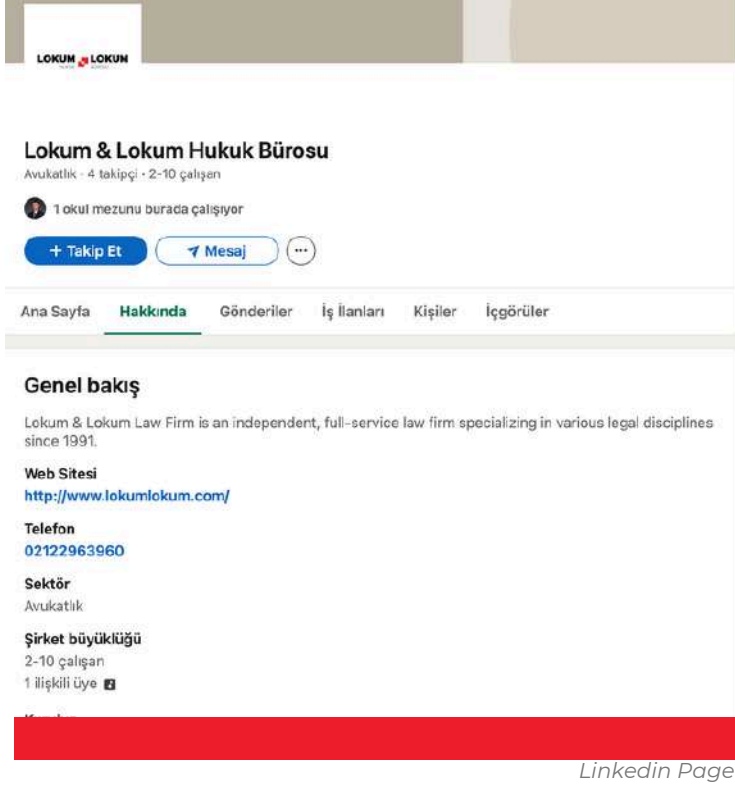 LOKUM LOKUM
Lokum & Lokum Hukuk Bürosu
Avukatlık · 4 takipçi · 2-10 çalışan
1 okul mezunu burada çalışıyor
+ Takip Et
Mesaj
Ana Sayfa
Hakkında
Gönderiler
İş İlanları
Kişiler
İçgörüler
Genel bakış
Lokum & Lokum Law Firm is an independent, full-service law firm specializing in various legal disciplines
since 1991.
Web Sitesi
http://www.lokumlokum.com/
Telefon
02122963960
Sektör
Avukatlık
Şirket büyüklüğü
2-10 çalışan
1 ilişkili üye
Linkedin Page